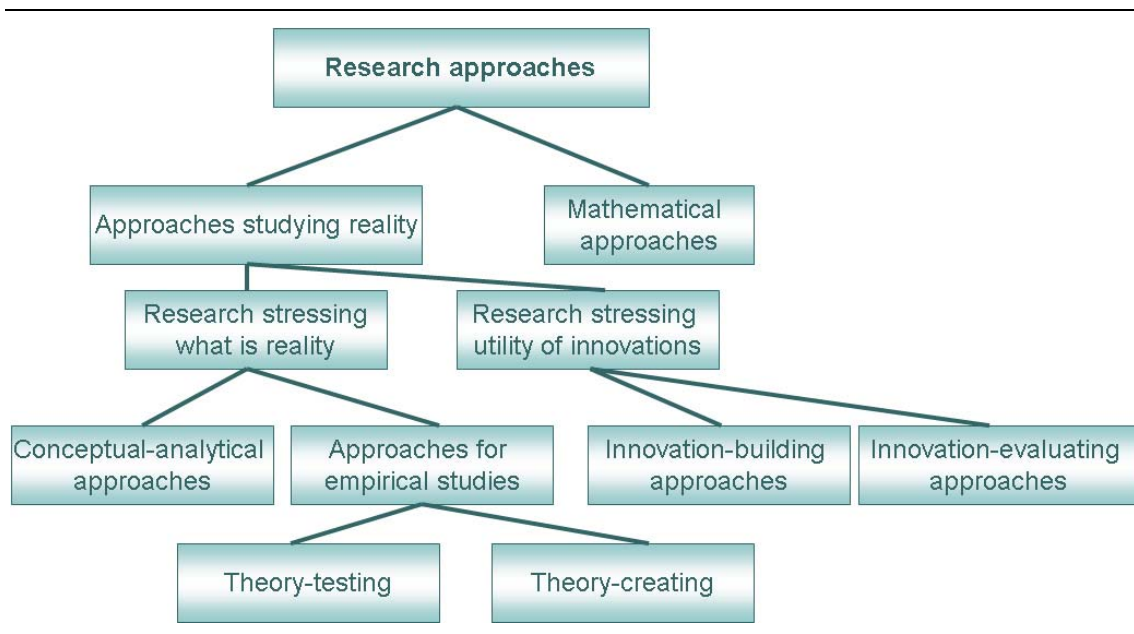 Research approaches
Approaches studying reality
Mathematical
approaches
Research stressing
what is reality
Research stressing
utility of innovations
Conceptual-analytical
approaches
Approaches for
empirical studies
Innovation-building
approaches
Innovation-evaluating
approaches
Theory-testing
Theory-creating